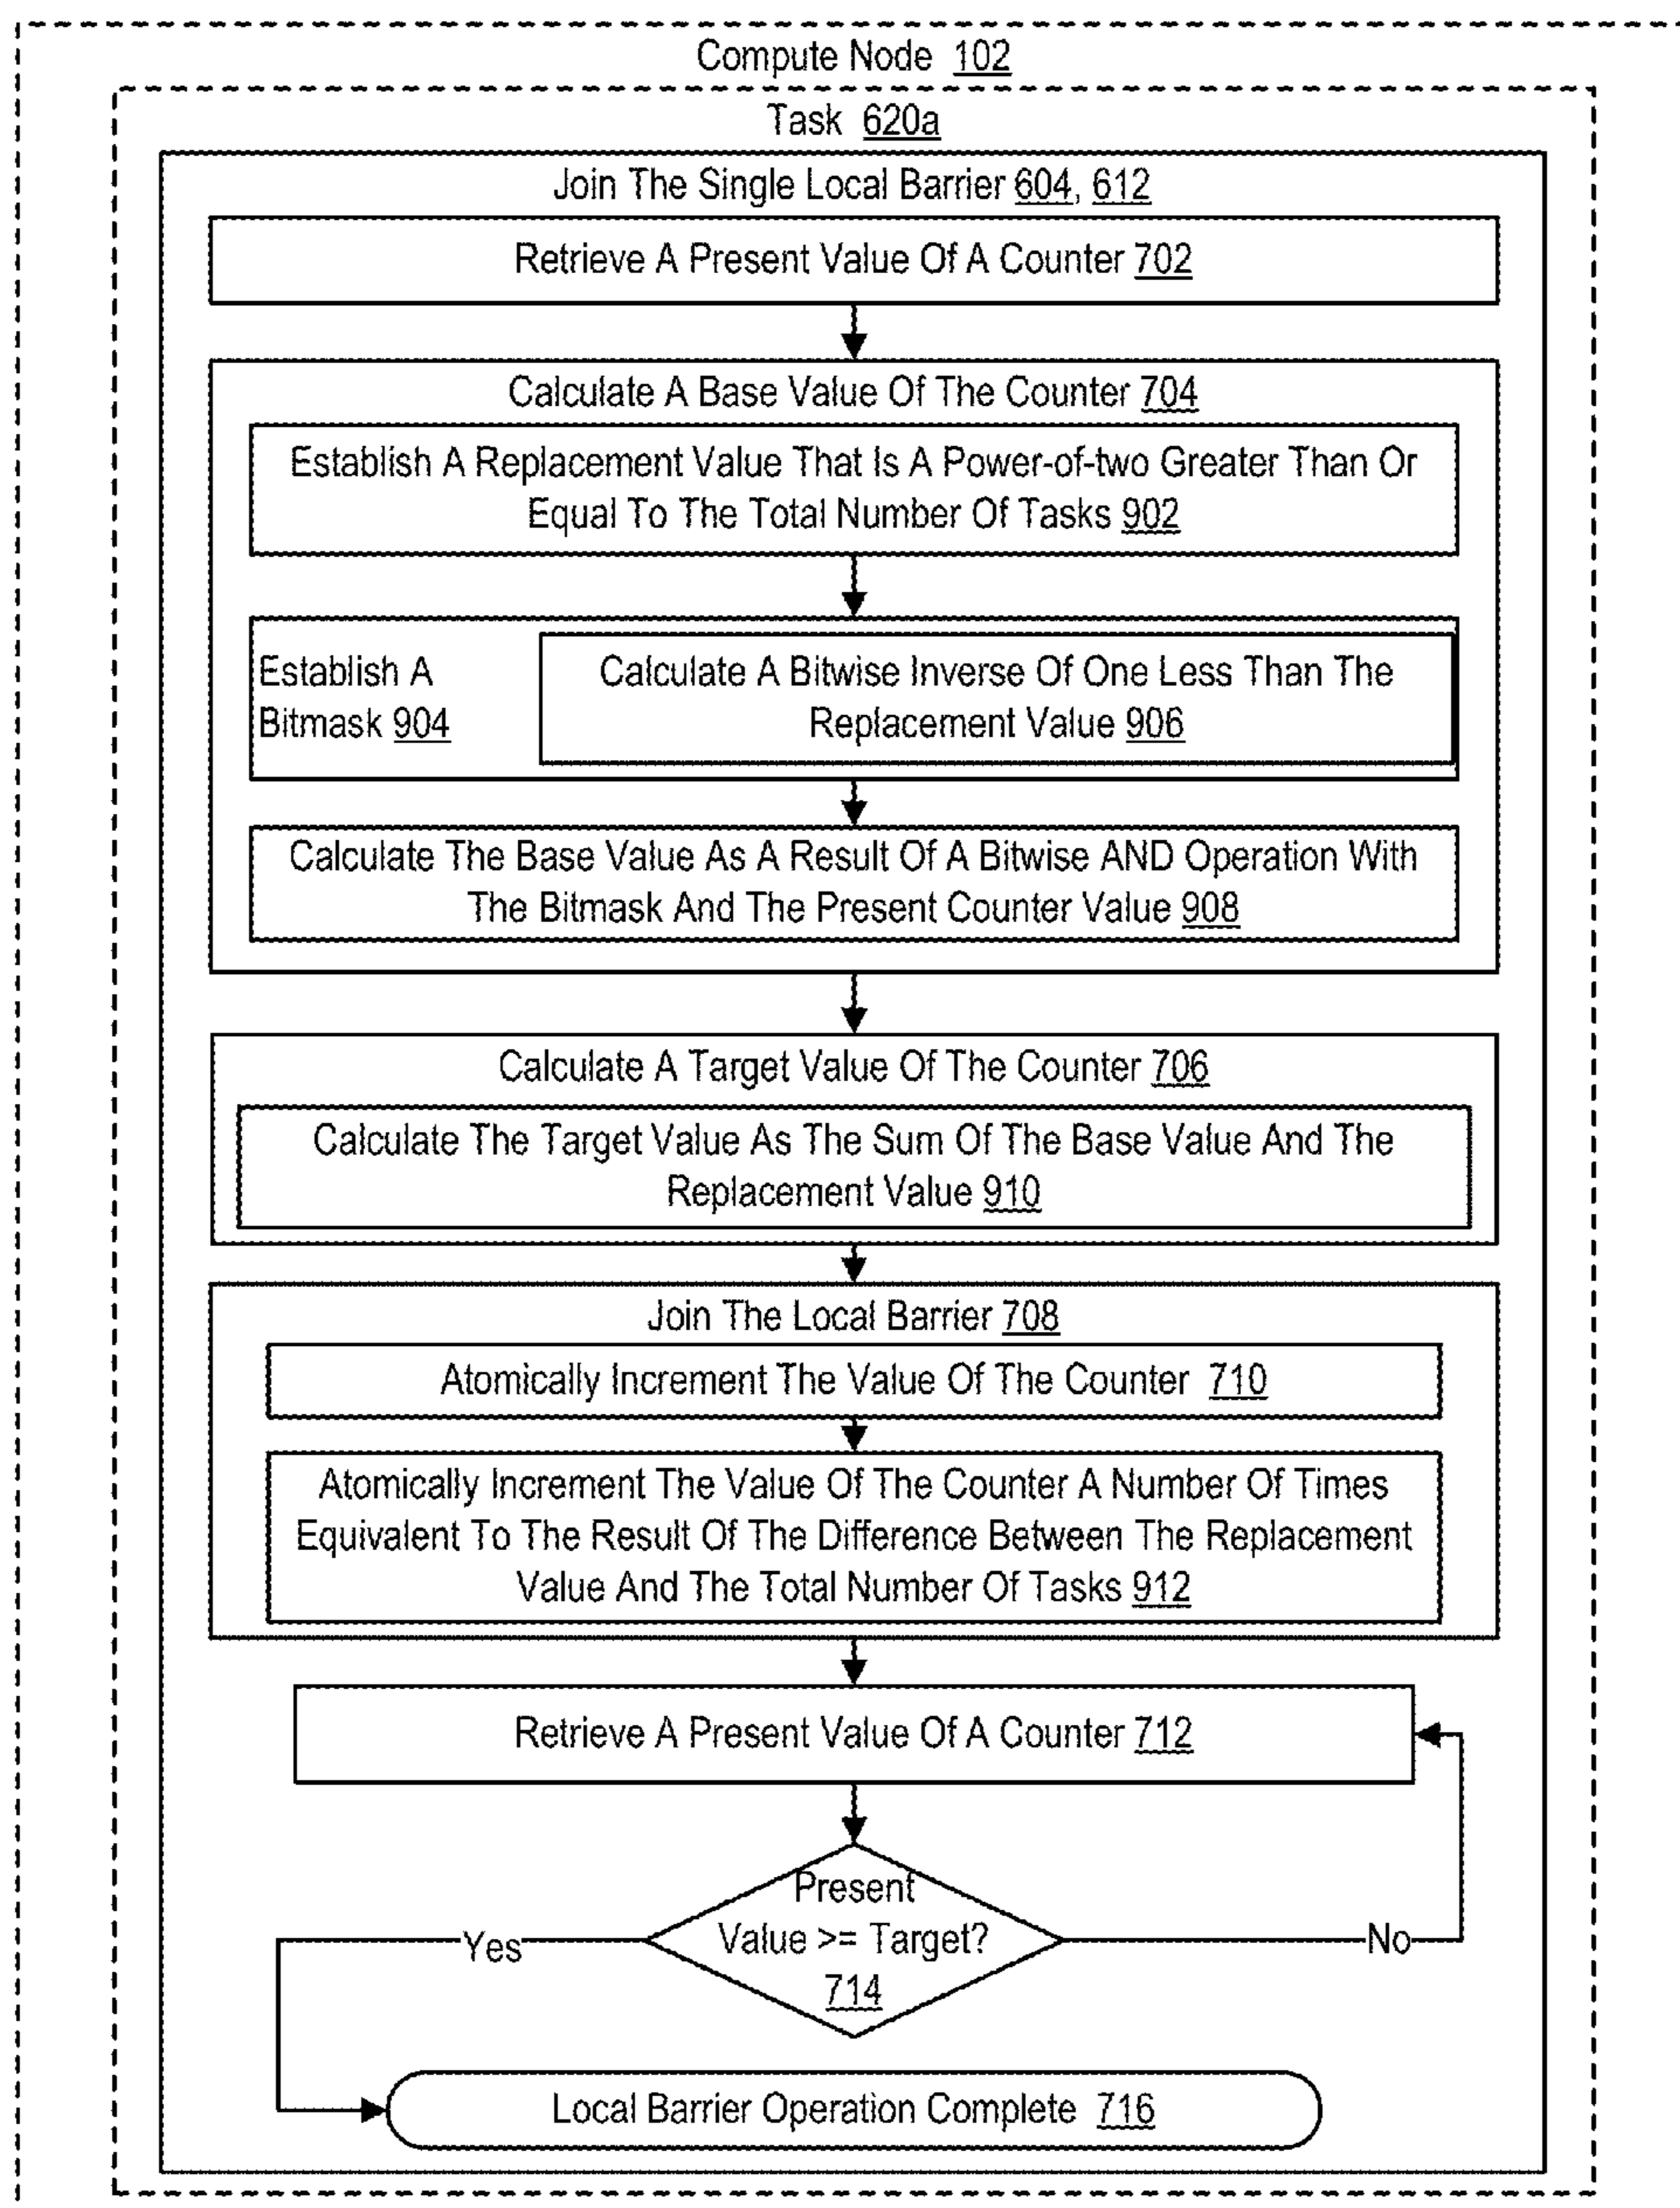 Compute Node 102
Task 620a
Join The Single Local Barrier 604, 612
Retrieve A Present Value Of A Counter 702
Calculate A Base Value Of The Counter 704
Establish A Replacement Value That Is A Power-of-two Greater Than Or
Equal To The Total Number Of Tasks 902
Establish A
Bitmask 904
Calculate A Bitwise Inverse Of One Less Than The
Replacement Value 906
Calculate The Base Value As A Result Of A Bitwise AND Operation With
The Bitmask And The Present Counter Value 908
Calculate A Target Value Of The Counter 706
Calculate The Target Value As The Sum Of The Base Value And The
Replacement Value 910
Join The Local Barrier 708
Atomically Increment The Value Of The Counter 710
Atomically Increment The Value Of The Counter A Number Of Times
Equivalent To The Result Of The Difference Between The Replacement
Value And The Total Number Of Tasks 912
Retrieve A Present Value Of A Counter 712
Present
Value >= Target?
714
Yes
No
Local Barrier Operation Complete 716